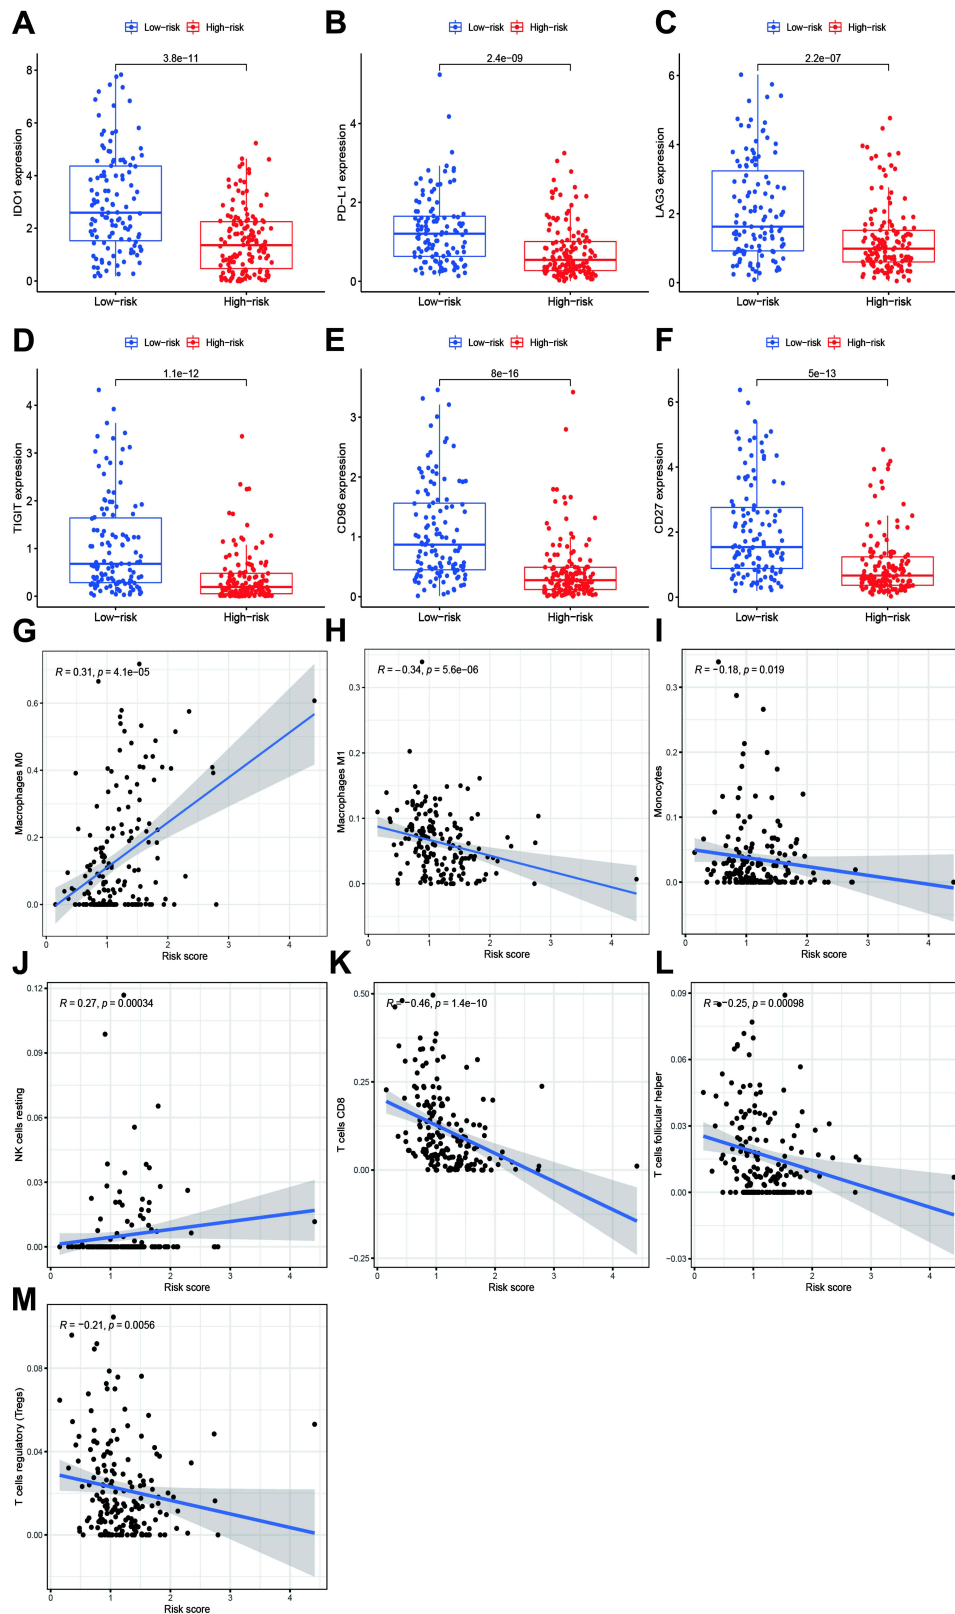 A
Low-risk High-risk
3.8e-11
IDO1 expression
8
6
4
2
0
Low-risk High-risk
B
Low-risk High-risk
2.4e-09
PD-L1 expression
4
2
0
Low-risk High-risk
C
Low-risk High-risk
2.2e-07
LAG3 expression
6
4
2
0
Low-risk High-risk
D
Low-risk High-risk
1.1e-12
TIGIT expression
4
3
2
1
0
Low-risk High-risk
E
Low-risk High-risk
8e-16
CD96 expression
3
2
1
0
Low-risk High-risk
F
Low-risk High-risk
5e-13
CD27 expression
6
4
2
0
Low-risk High-risk
G
R = 0.31, p = 4.1e-05
Macrophages M0
0.6
0.4
0.2
0.0
0 1 2 3 4
Risk score
H
R = -0.34, p = 5.6e-06
Macrophages M1
0.3
0.2
0.1
0.0
0 1 2 3 4
Risk score
I
R = -0.18, p = 0.019
Monocytes
0.3
0.2
0.1
0.0
0 1 2 3 4
Risk score
J
R = 0.27, p = 0.00034
NK cells resting
0.12
0.09
0.06
0.03
0.00
0 1 2 3 4
Risk score
K
R = -0.46, p = 1.4e-10
T cells CD8
0.50
0.25
0.00
-0.25
0 1 2 3 4
Risk score
L
R = -0.25, p = 0.00098
T cells follicular helper
0.09
0.06
0.03
0.00
-0.03
0 1 2 3 4
Risk score
M
R = -0.21, p = 0.0056
T cells regulatory (Tregs)
0.08
0.04
0.00
0 1 2 3 4
Risk score